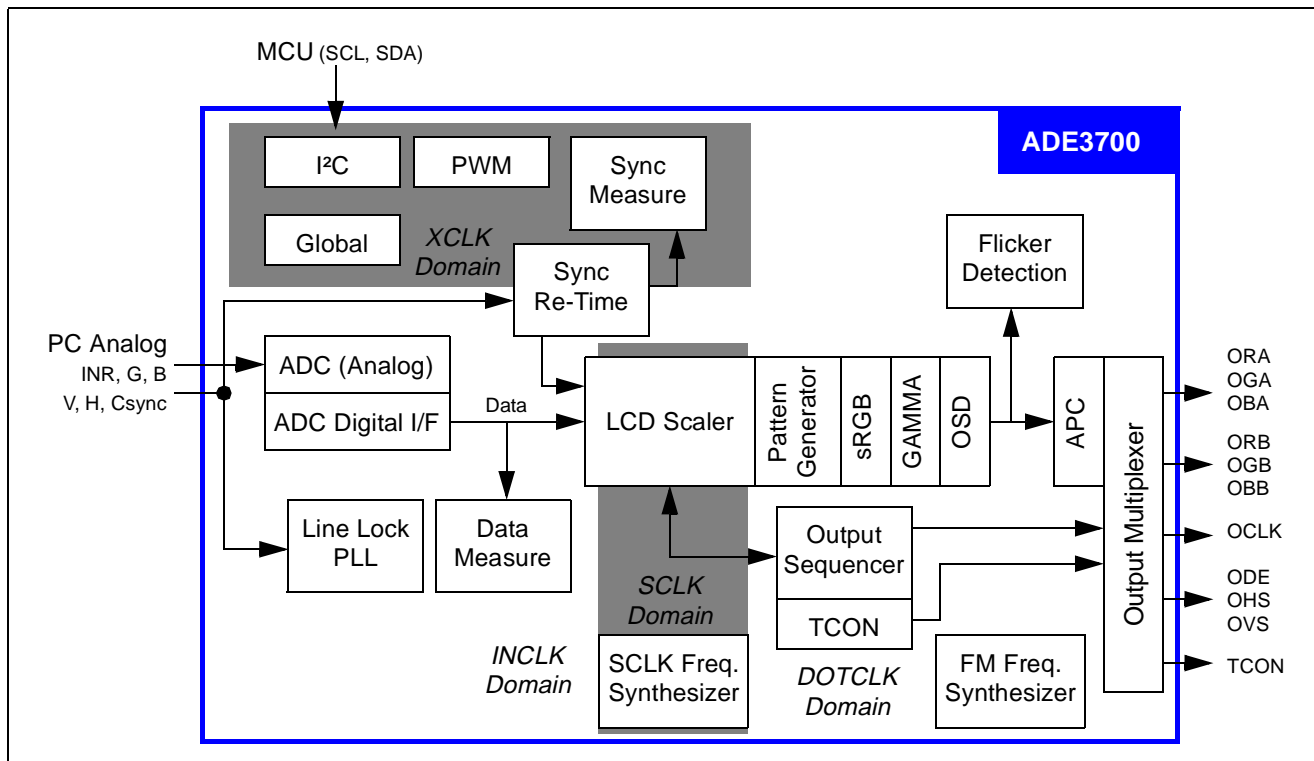 MCU (SCL, SDA)
ADE3700
I²C
PWM
Sync
Measure
Global
XCLK
Domain
Sync
Re-Time
Flicker
Detection
PC Analog
INR, G, B
V, H, Csync
ADC (Analog)
ADC Digital I/F
Data
LCD Scaler
Pattern
Generator
sRGB
GAMMA
OSD
APC
Output Multiplexer
ORA
OGA
OBA
ORB
OGB
OBB
OCLK
ODE
OHS
OVS
TCON
Line Lock
PLL
Data
Measure
Output
Sequencer
TCON
SCLK
Domain
INCLK
Domain
SCLK Freq.
Synthesizer
DOTCLK
Domain
FM Freq.
Synthesizer